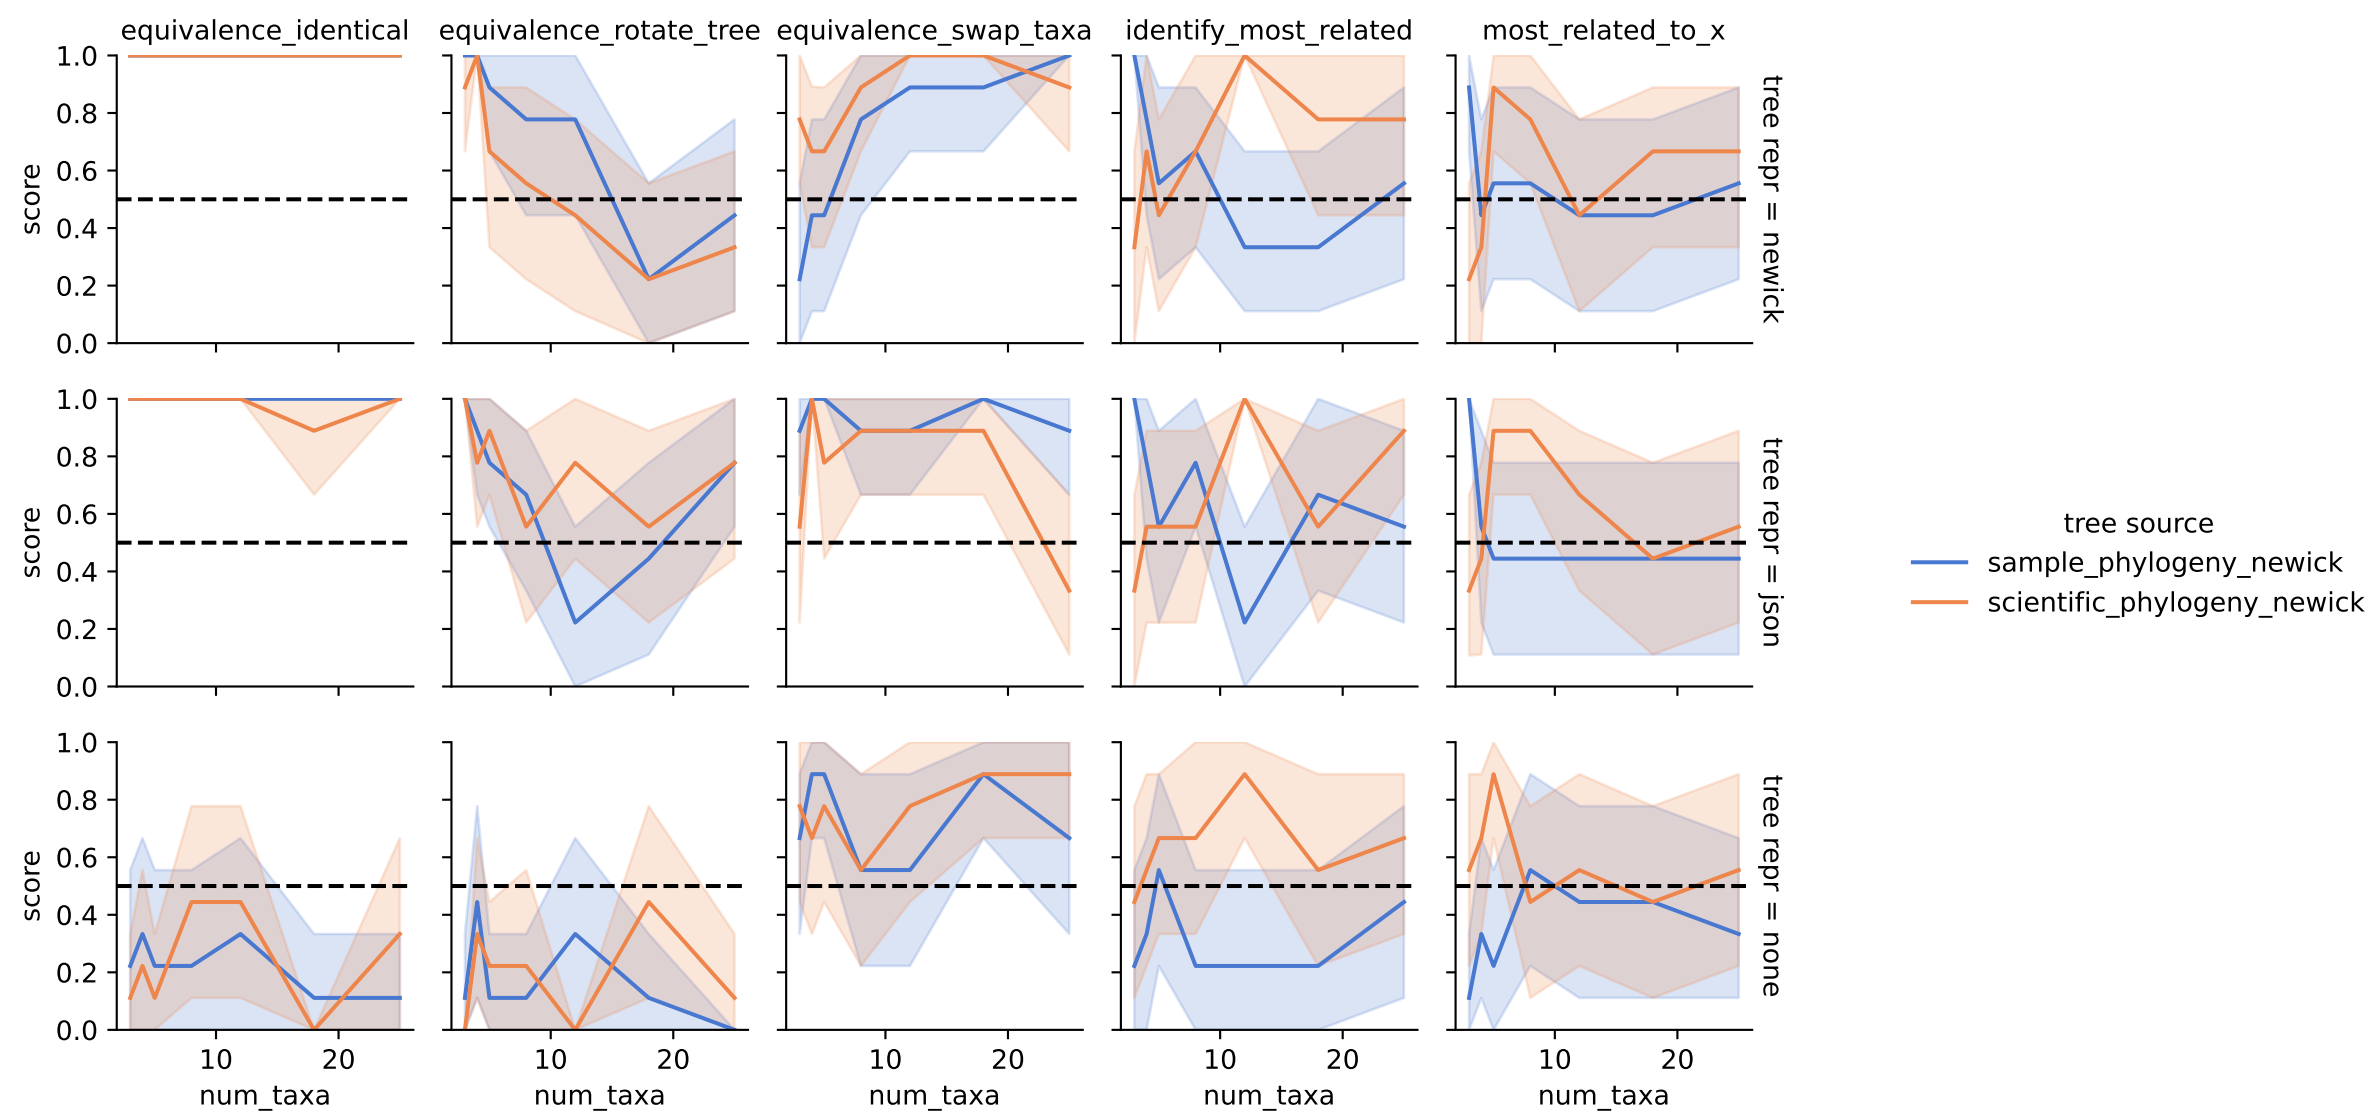 equivalence_identical
equivalence_rotate_tree
equivalence_swap_taxa
identify_most_related
most_related_to_x
1.0
0.8
0.6
0.4
0.2
0.0
score
tree repr = newick
1.0
0.8
0.6
0.4
0.2
0.0
score
tree repr = json
tree source
sample_phylogeny_newick
scientific_phylogeny_newick
1.0
0.8
0.6
0.4
0.2
0.0
score
tree repr = none
10 20
num_taxa
10 20
num_taxa
10 20
num_taxa
10 20
num_taxa
10 20
num_taxa